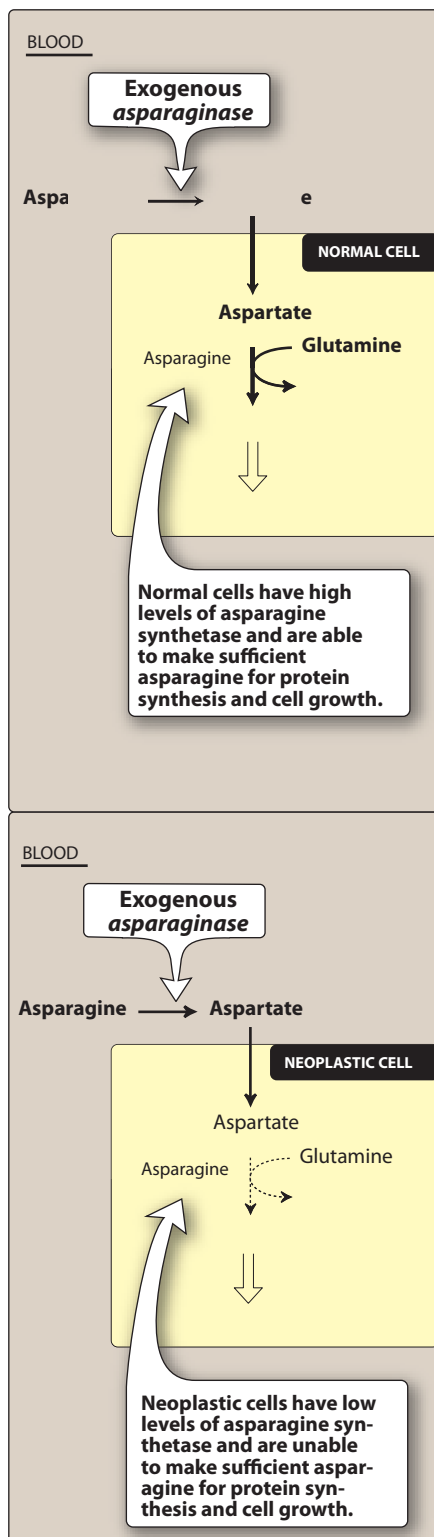 BLOOD
Exogenous
asparaginase
Aspa e
NORMAL CELL
Aspartate
Glutamine
Asparagine
Normal cells have high
levels of asparagine
synthetase and are able
to make sufficient
asparagine for protein
synthesis and cell growth.
BLOOD
Exogenous
asparaginase
Asparagine Aspartate
NEOPLASTIC CELL
Aspartate
Glutamine
Asparagine
Neoplastic cells have low
levels of asparagine syn-
thetase and are unable
to make sufficient aspar-
agine for protein syn-
thesis and cell growth.